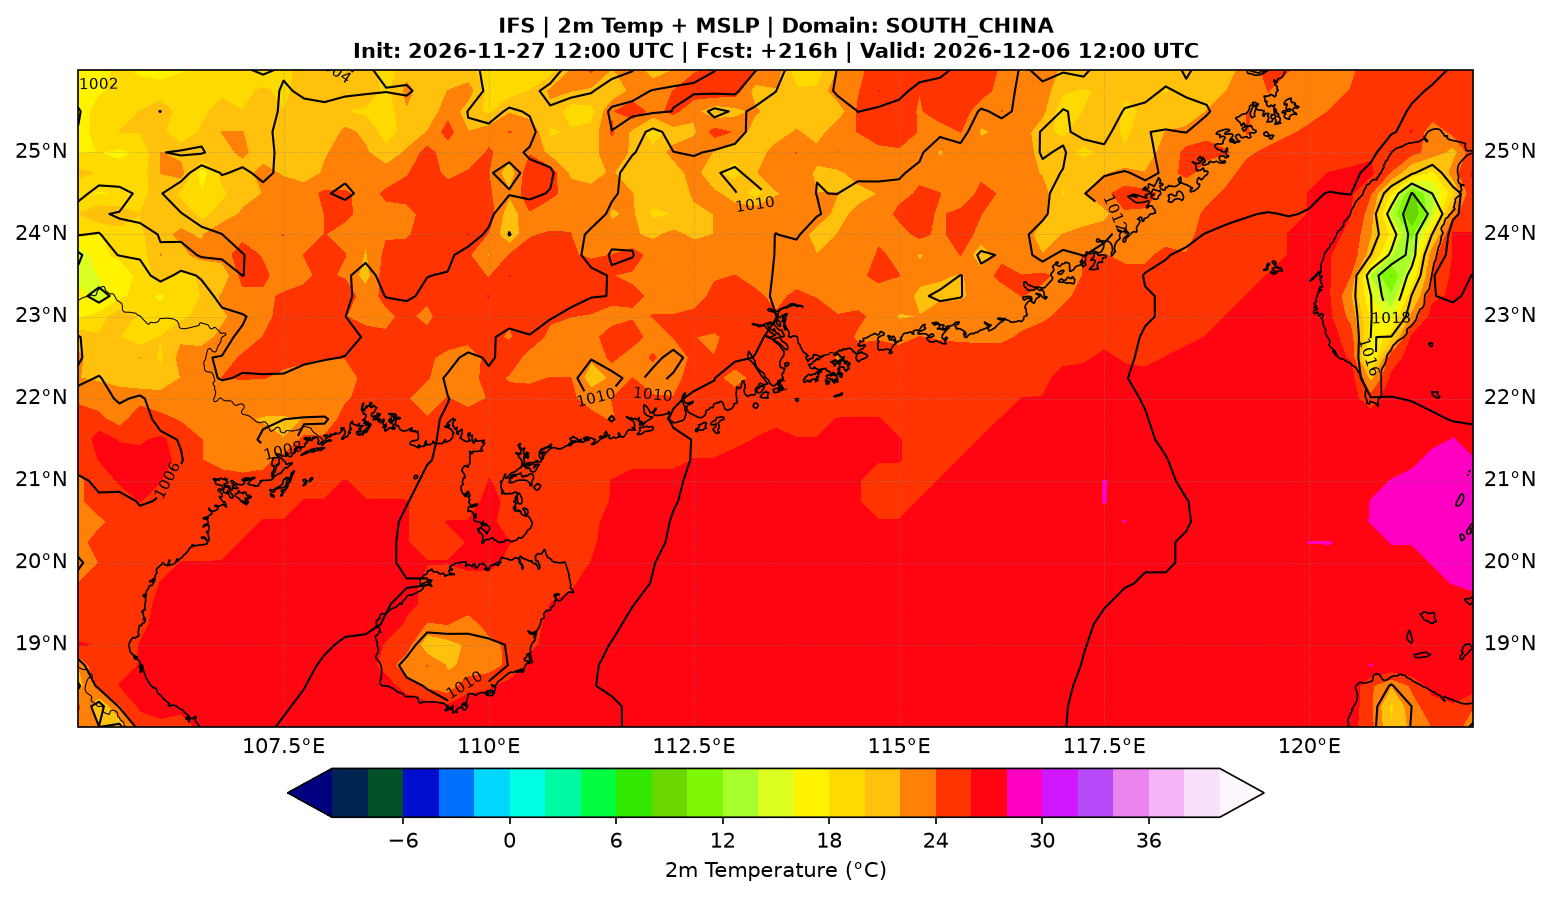 IFS | 2m Temp + MSLP | Domain: SOUTH_CHINA
Init: 2026-11-27 12:00 UTC | Fcst: +216h | Valid: 2026-12-06 12:00 UTC
1002
25°N 25°N
1010
1012
24°N 24°N
23°N 1018 23°N
1016
1010 1010
22°N 22°N
1008
1006
21°N 21°N
20°N 20°N
19°N 19°N
1010
107.5°E 110°E 112.5°E 115°E 117.5°E 120°E
−6 0 6 12 18 24 30 36
2m Temperature (°C)